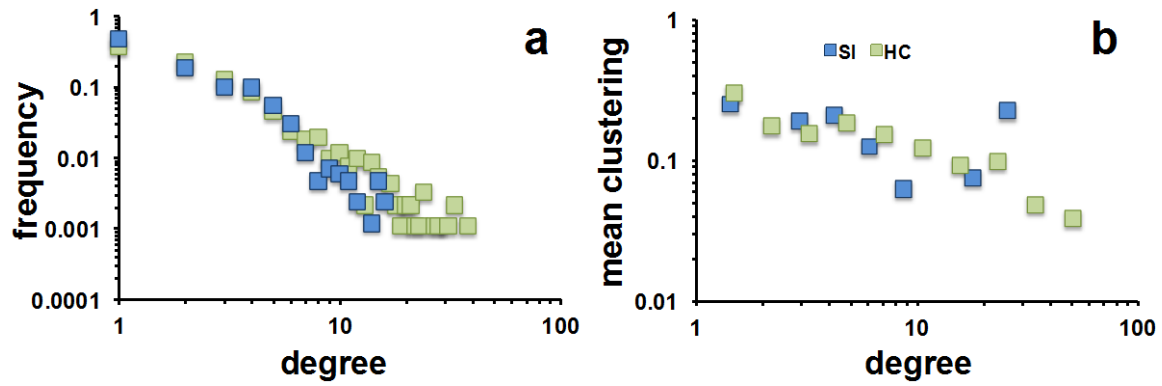 a
1
0.1
0.01
0.001
0.0001
frequency
1 10 100
degree
b
SI HC
1
0.1
0.01
mean clustering
1 10 100
degree